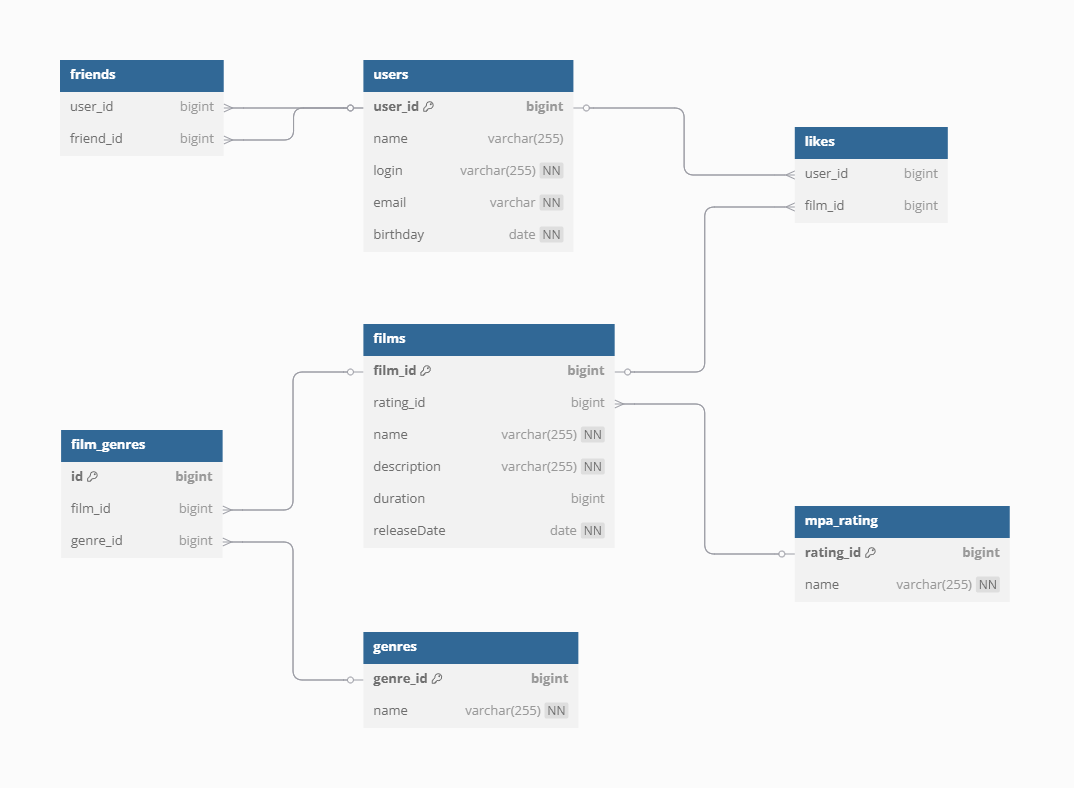 friends
user_id bigint
friend_id bigint
users
user_id bigint
name varchar(255)
login varchar(255) NN
email varchar NN
birthday date NN
likes
user_id bigint
film_id bigint
films
film_id bigint
rating_id bigint
name varchar(255) NN
description varchar(255) NN
duration bigint
releaseDate date NN
film_genres
id bigint
film_id bigint
genre_id bigint
mpa_rating
rating_id bigint
name varchar(255) NN
genres
genre_id bigint
name varchar(255) NN